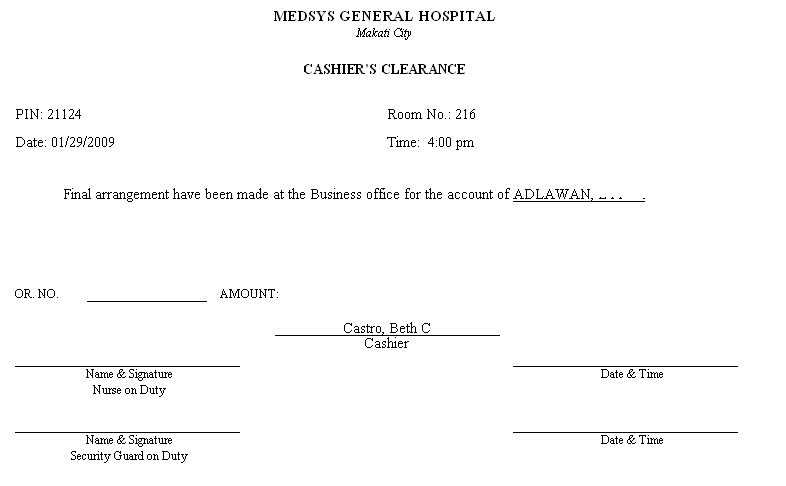 MEDSYS GENERAL HOSPITAL
Makati City
CASHIER'S CLEARANCE
PIN: 21124 Room No.: 216
Date: 01/29/2009 Time: 4:00 pm
Final arrangement have been made at the Business office for the account of ADLAWAN,
OR. NO. AMOUNT:
Castro, Beth C
Cashier
Name & Signature Date & Time
Nurse on Duty
Name & Signature Date & Time
Security Guard on Duty